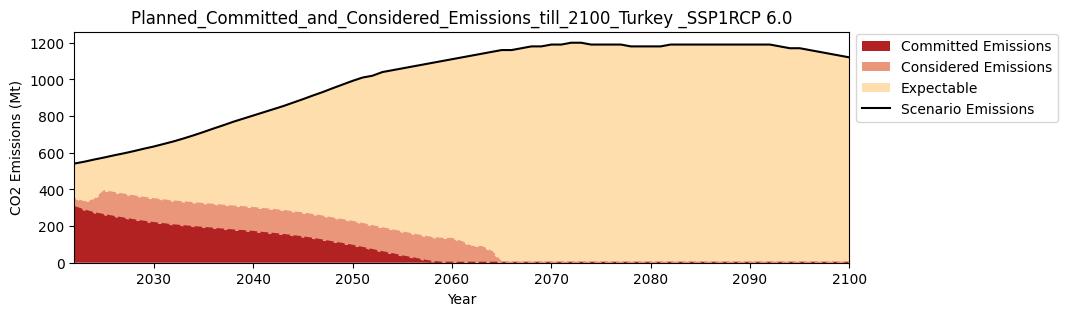 Planned_Committed_and_Considered_Emissions_till_2100_Turkey _SSP1RCP 6.0
CO2 Emissions (Mt)
1200
1000
800
600
400
200
0
2030 2040 2050 2060 2070 2080 2090 2100
Year
Committed Emissions
Considered Emissions
Expectable
Scenario Emissions